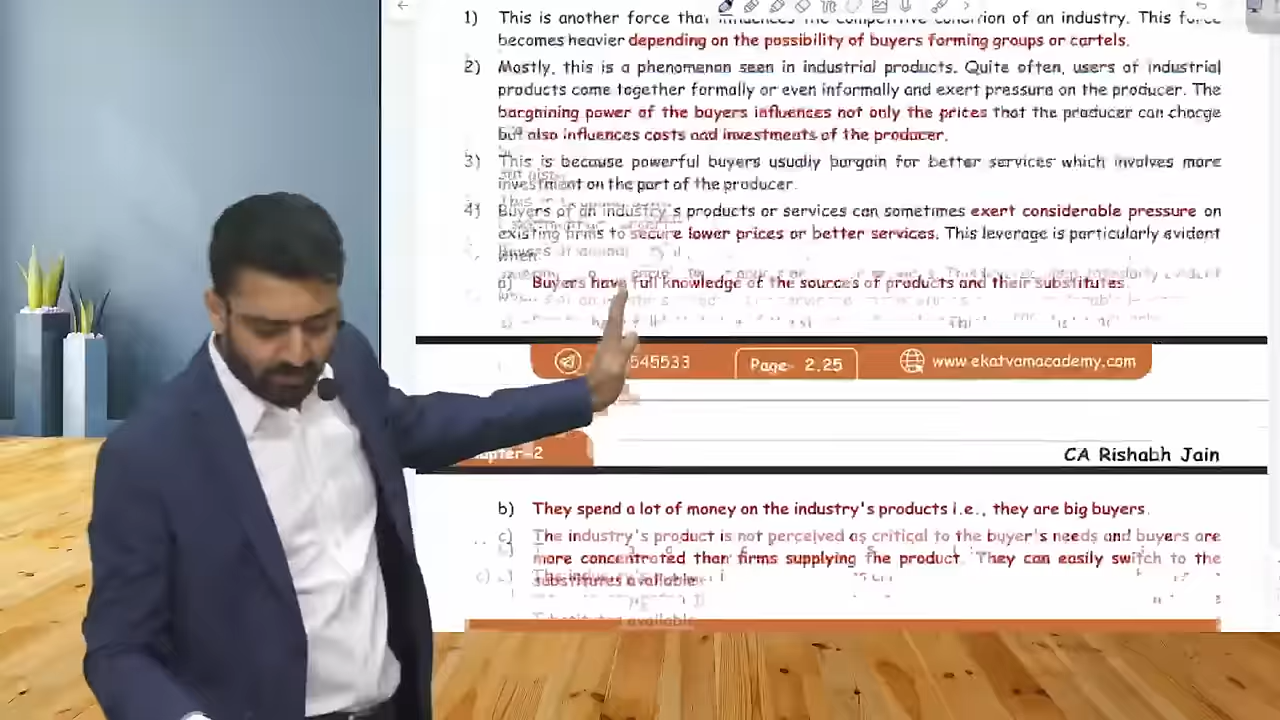 1) This is another force that influences the competitive condition of an industry. This force
becomes heavier depending on the possibility of buyers forming groups or cartels.
2) Mostly, this is a phenomenon seen in industrial products. Quite often, users of industrial
products come together formally or even informally and exert pressure on the producer. The
bargaining power of the buyers influences not only the prices that the producer can charge
but also influences costs and investments of the producer.
3) This is because powerful buyers usually bargain for better services which involves more
investment on the part of the producer.
4) Buyers of an industry's products or services can sometimes exert considerable pressure on
existing firms to secure lower prices or better services. This leverage is particularly evident
when:
a) Buyers have full knowledge of the sources of products and their substitutes.
545533 Page- 2.25 www.ekatvamacademy.com
apter-2 CA Rishabh Jain
b) They spend a lot of money on the industry's products i.e., they are big buyers.
c) The industry's product is not perceived as critical to the buyer's needs and buyers are
more concentrated than firms supplying the product. They can easily switch to the
substitutes available.